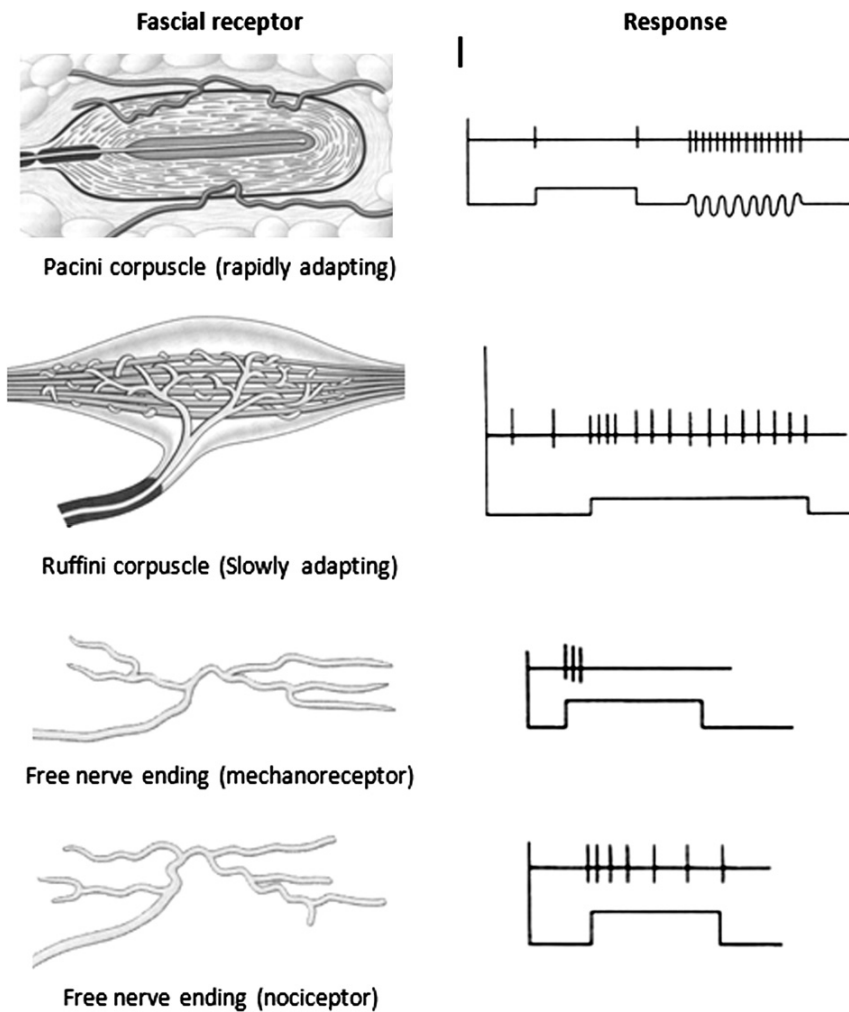 Fascial receptor
Response
Pacini corpuscle (rapidly adapting)
Ruffini corpuscle (Slowly adapting)
Free nerve ending (mechanoreceptor)
Free nerve ending (nociceptor)